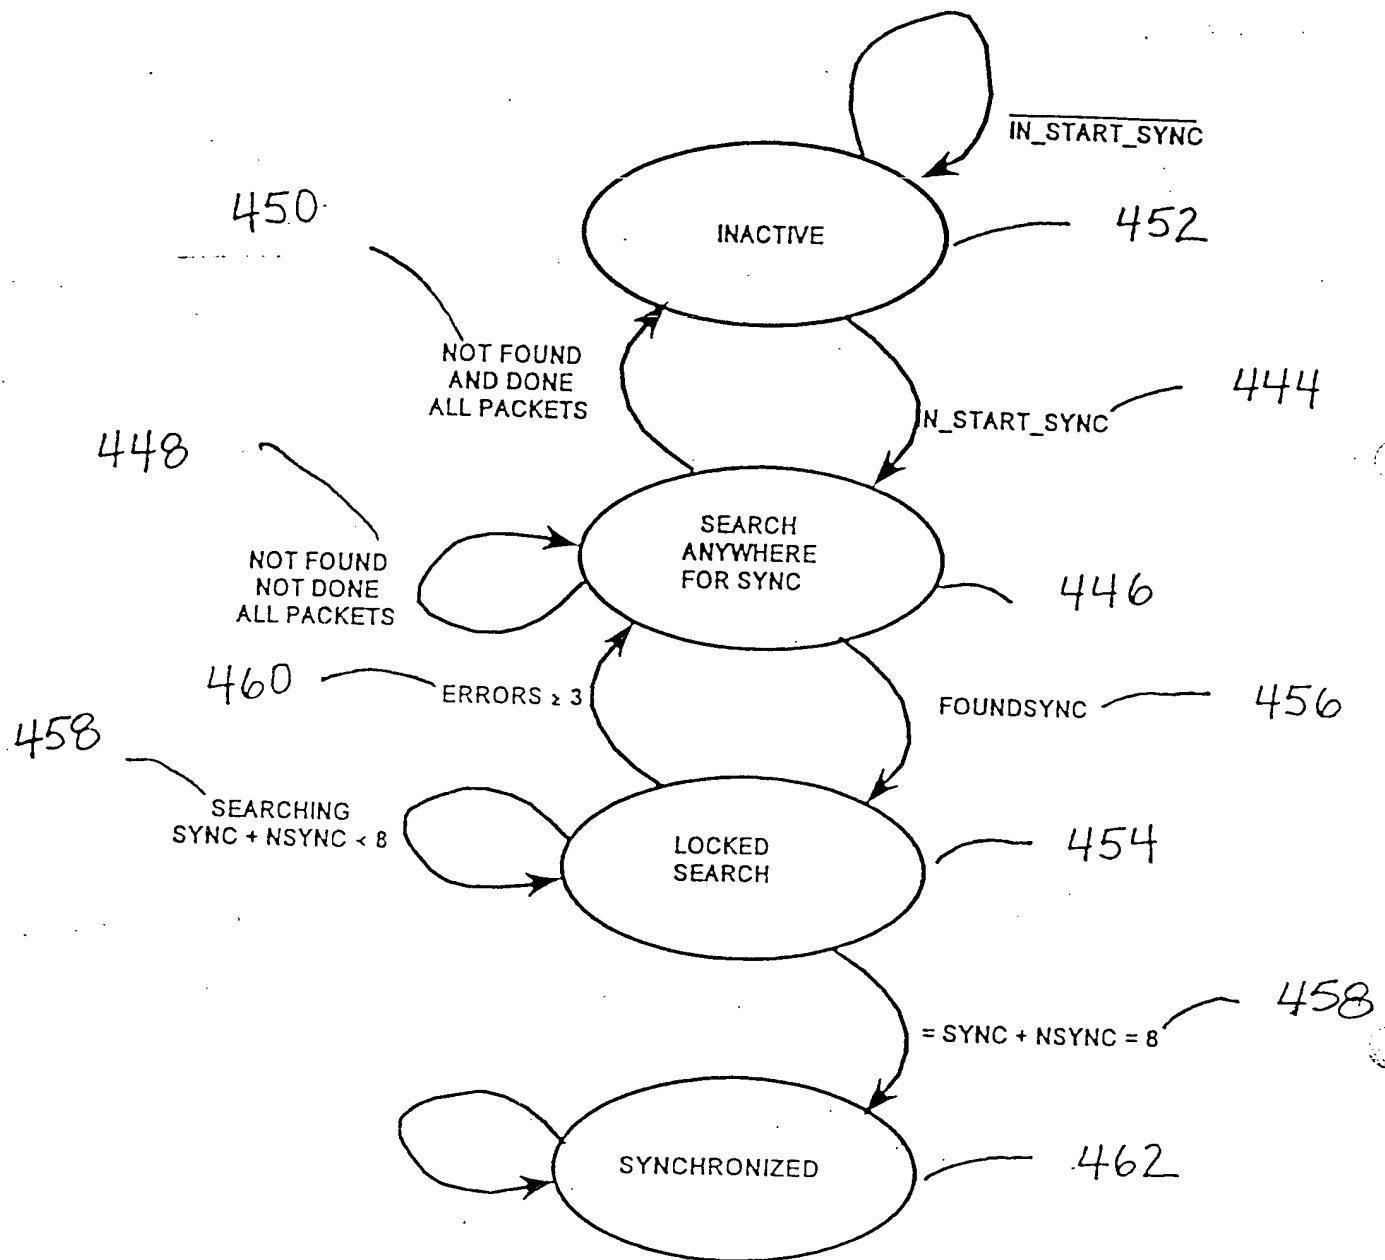 IN_START_SYNC
450
INACTIVE
452
NOT FOUND
AND DONE
ALL PACKETS
444
N_START_SYNC
448
SEARCH
ANYWHERE
FOR SYNC
NOT FOUND
NOT DONE
ALL PACKETS
446
460
ERRORS ≥ 3
FOUNDSYNC
456
458
SEARCHING
SYNC + NSYNC < 8
LOCKED
SEARCH
454
458
= SYNC + NSYNC = 8
SYNCHRONIZED
462